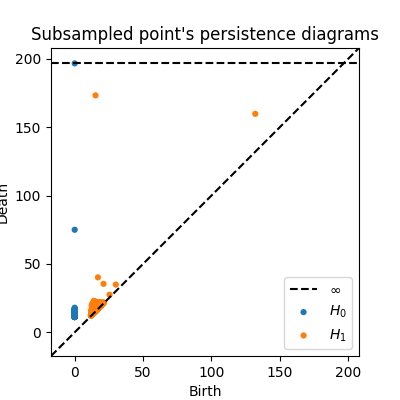 Subsampled point's persistence diagrams
200
150
100
50
0
Death
0 50 100 150 200
Birth
∞
H₀
H₁